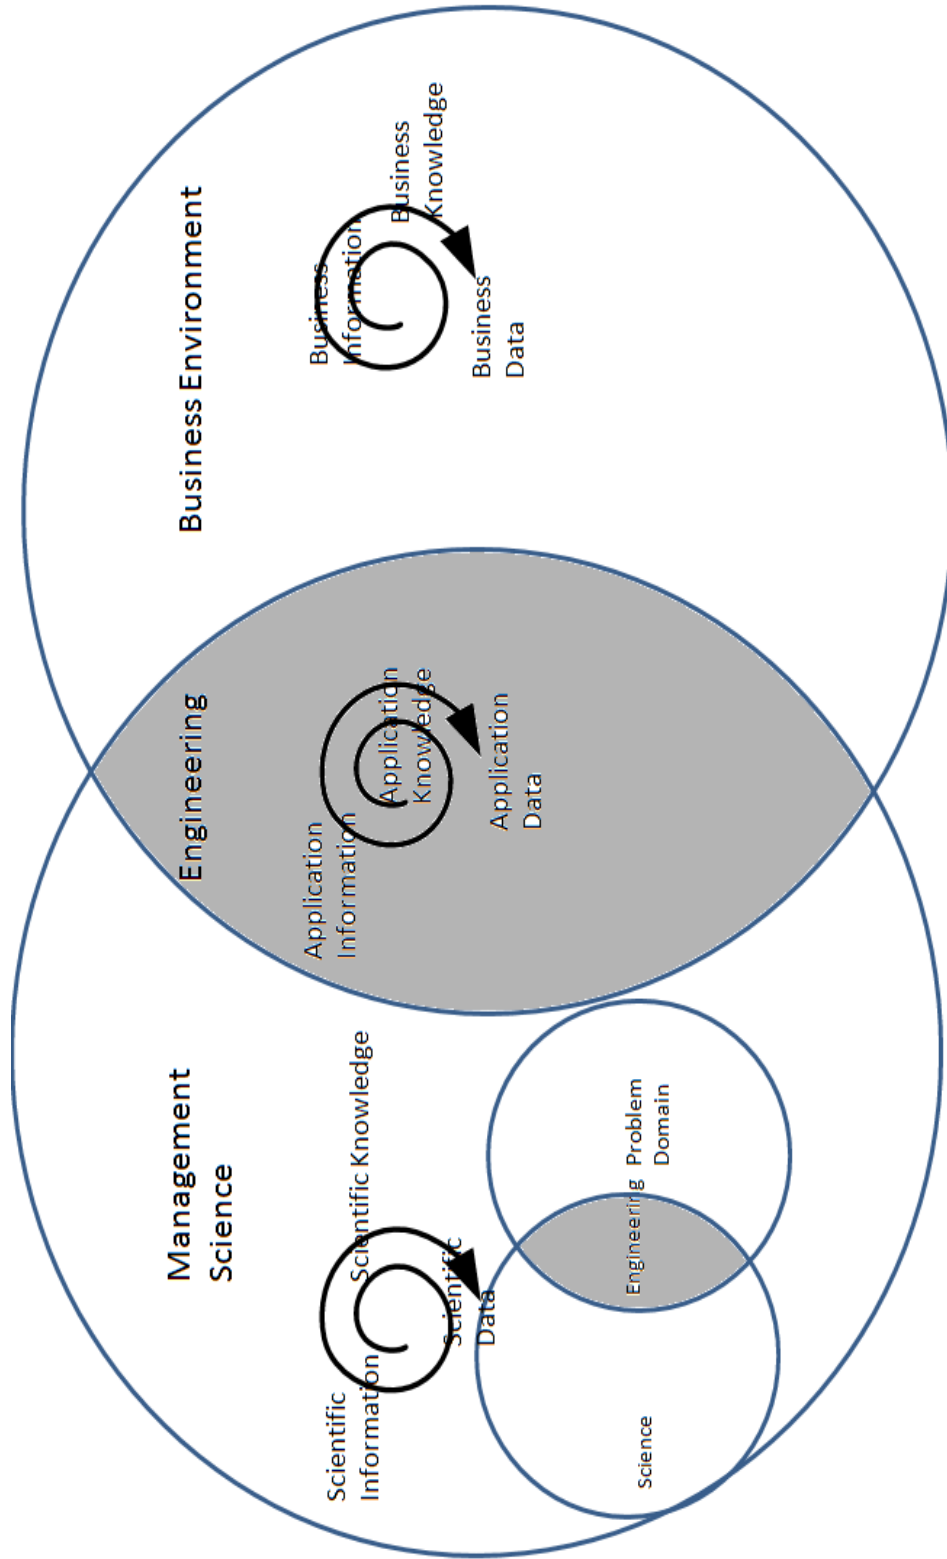 Management
Science
Engineering
Business Environment
Scientific
Information
Scientific Knowledge
Scientific
Data
Application
Information
Application
Knowledge
Application
Data
Business
Information
Business
Knowledge
Business
Data
Science
Engineering
Problem
Domain